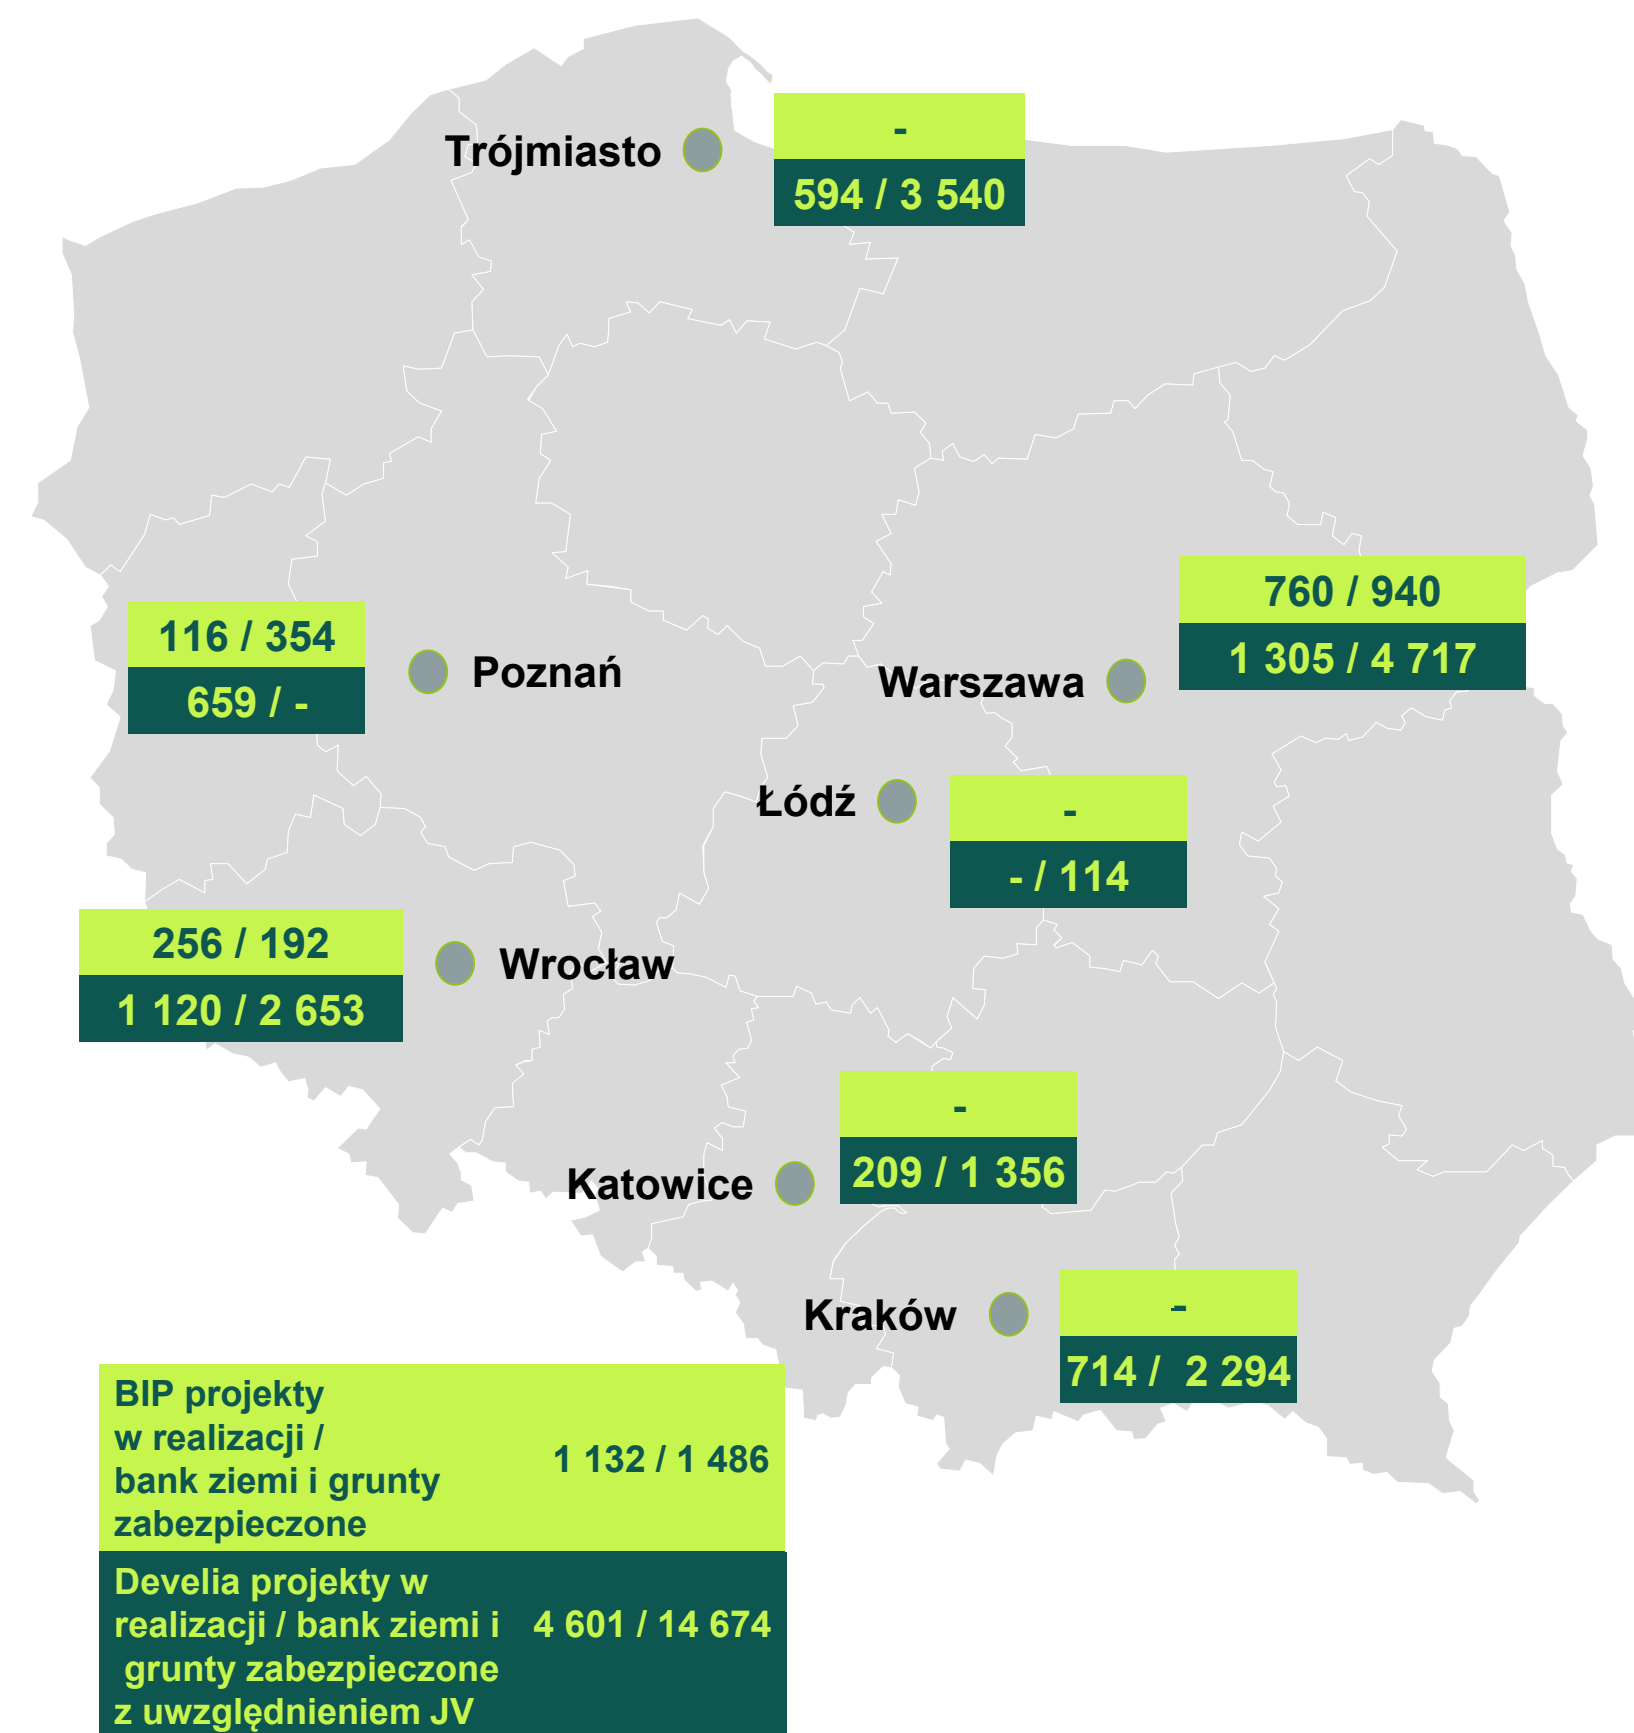 Trójmiasto
-
594 / 3 540
116 / 354
659 / -
Poznań
Warszawa
760 / 940
1 305 / 4 717
Łódź
-
- / 114
256 / 192
1 120 / 2 653
Wrocław
Katowice
-
209 / 1 356
Kraków
-
714 / 2 294
BIP projekty
w realizacji /
bank ziemi i grunty
zabezpieczone
1 132 / 1 486
Develia projekty w
realizacji / bank ziemi i
grunty zabezpieczone
z uwzględnieniem JV
4 601 / 14 674